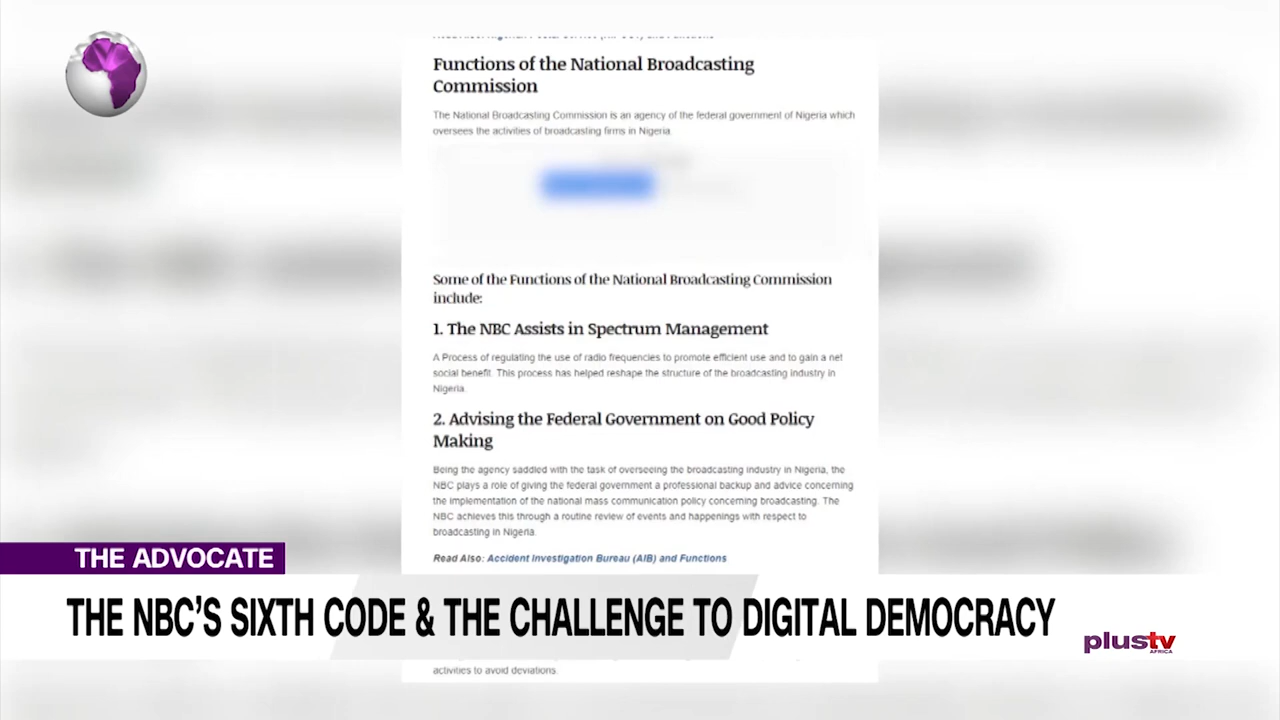 Functions of the National Broadcasting
Commission
The National Broadcasting Commission is an agency of the federal government of Nigeria which
oversees the activities of broadcasting firms in Nigeria
Some of the Functions of the National Broadcasting Commission
include:
1. The NBC Assists in Spectrum Management
A Process of regulating the use of radio frequencies to promote efficient use and to gain a net
social benefit. This process has helped reshape the structure of the broadcasting industry in
Nigeria.
2. Advising the Federal Government on Good Policy
Making
Being the agency saddled with the task of overseeing the broadcasting industry in Nigeria, the
NBC plays a role of giving the federal government a professional backup and advice concerning
the implementation of the national mass communication policy concerning broadcasting. The
NBC achieves this through a routine review of events and happenings with respect to
broadcasting in Nigeria.
Read Also: Accident Investigation Bureau (AIB) and Functions
THE ADVOCATE
THE NBC'S SIXTH CODE & THE CHALLENGE TO DIGITAL DEMOCRACY
plustv
AFRICA
activities to avoid deviations.